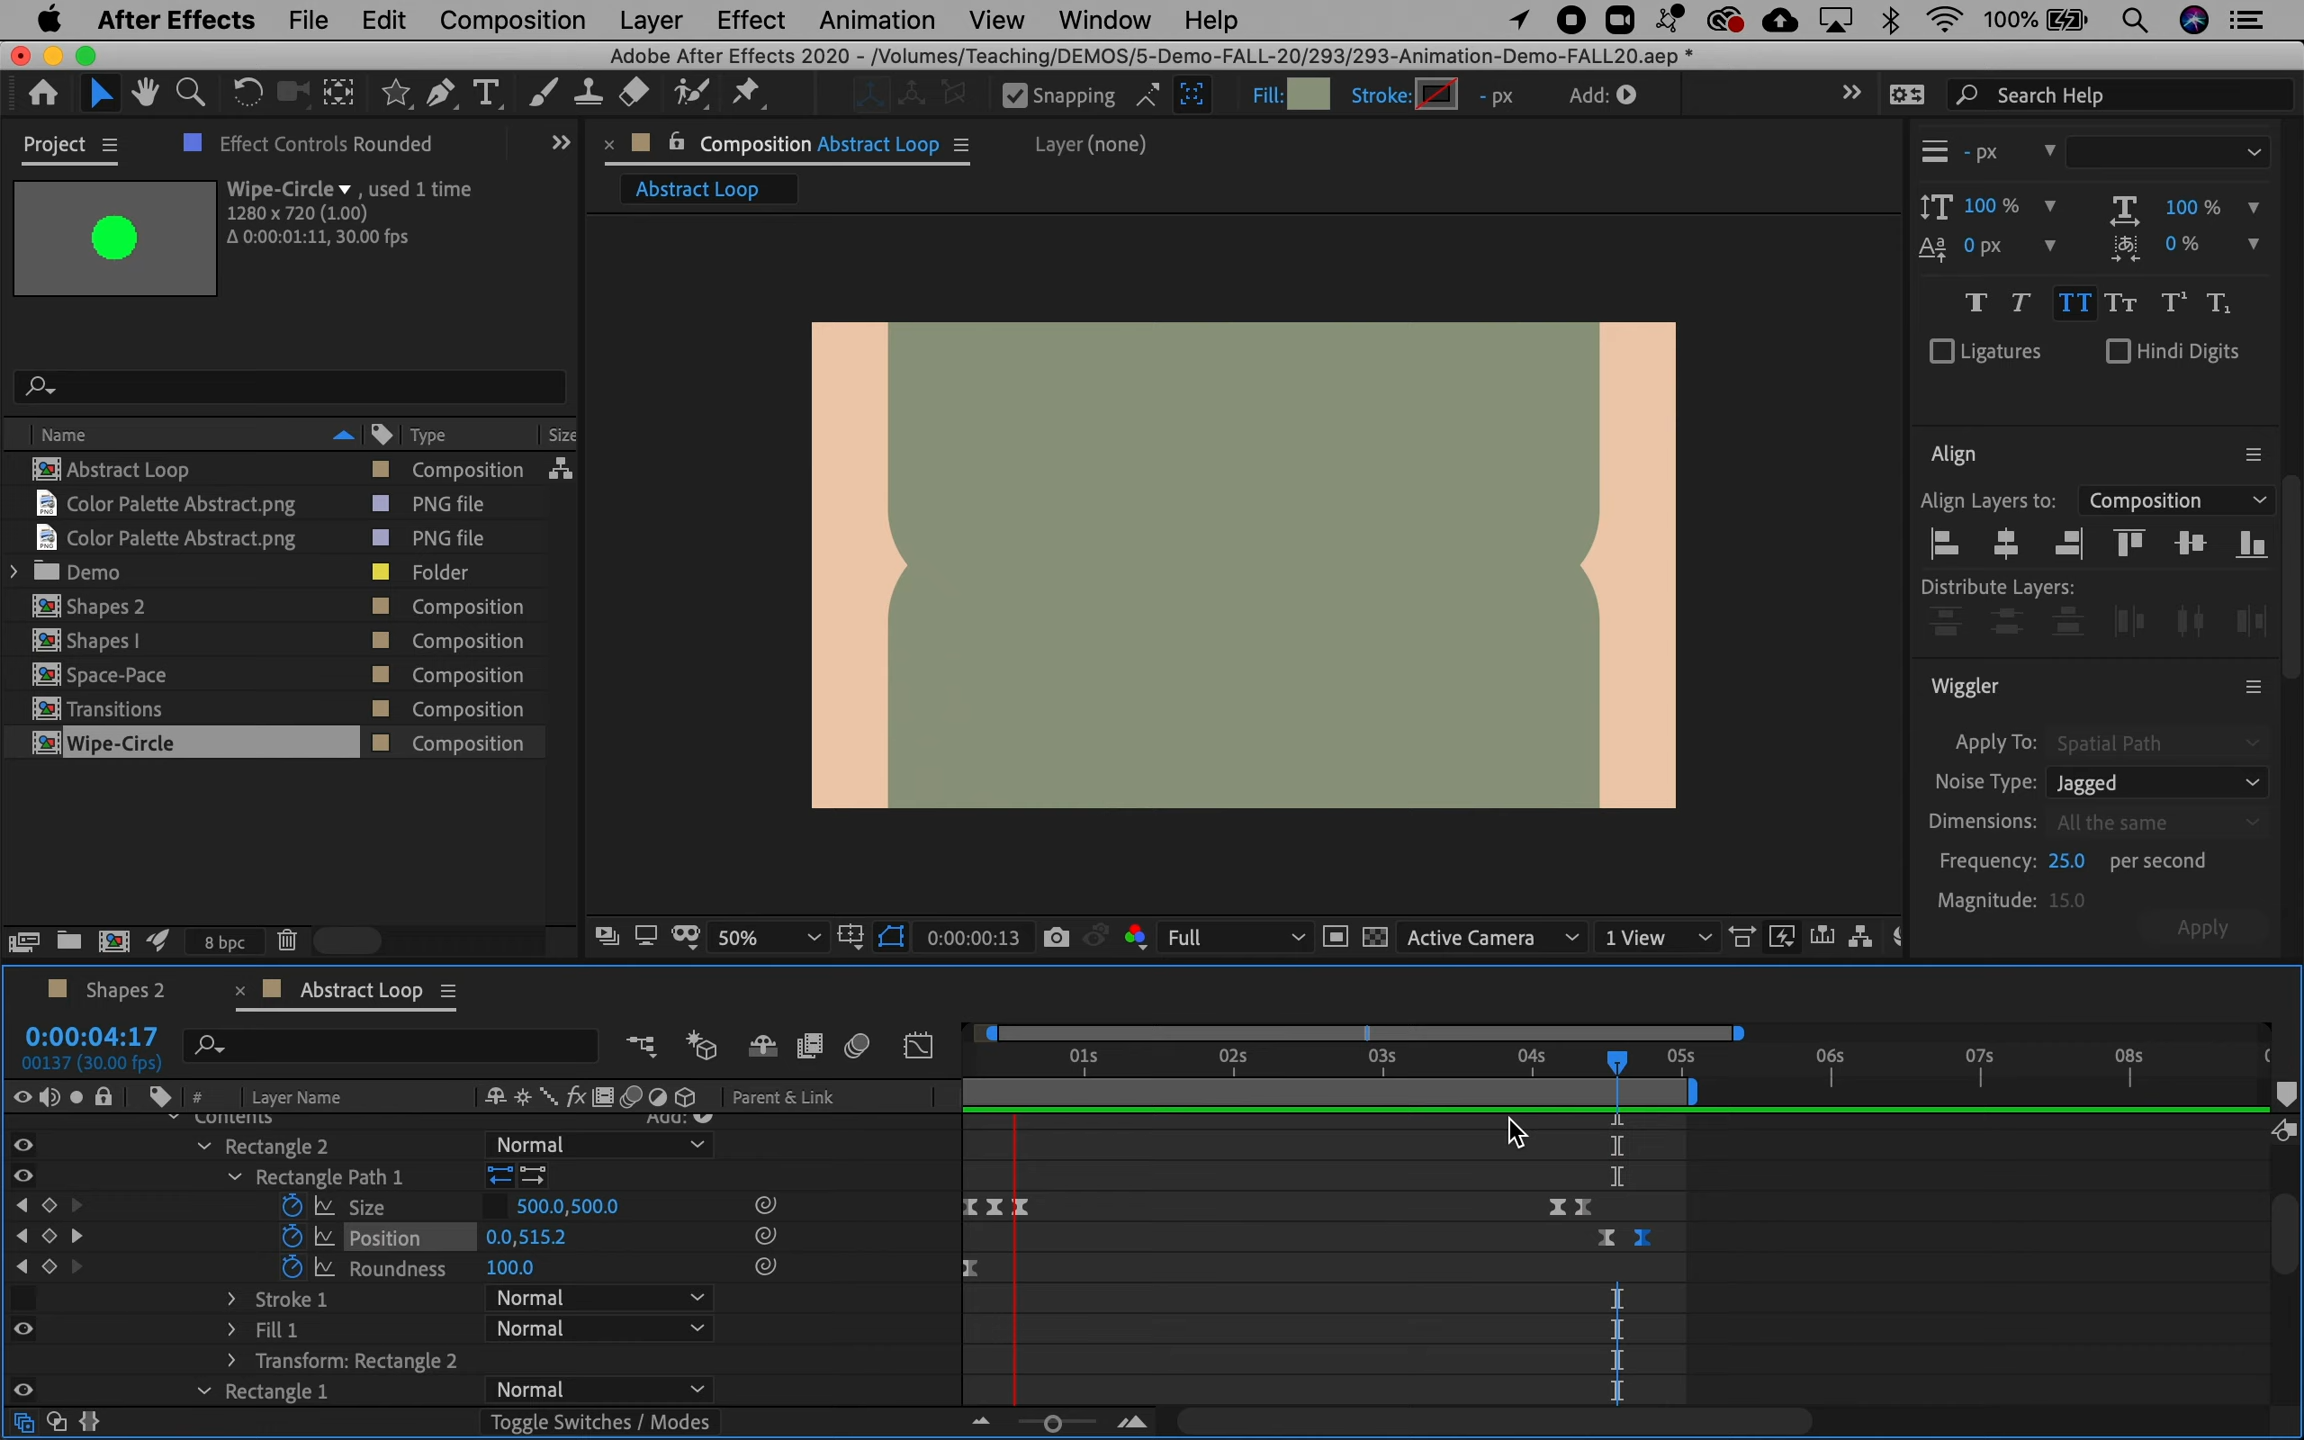 After Effects File Edit Composition Layer Effect Animation View Window Help 100%
Adobe After Effects 2020 - /Volumes/Teaching/DEMOS/5-Demo-FALL-20/293/293-Animation-Demo-FALL20.aep *
Snapping Fill: Stroke: - px Add: Search Help
Project Effect Controls Rounded
Composition Abstract Loop Layer (none)
Abstract Loop
Wipe-Circle , used 1 time
1280 x 720 (1.00)
Δ 0:00:01:11, 30.00 fps
Name Type Size
Abstract Loop Composition
Color Palette Abstract.png PNG file
Color Palette Abstract.png PNG file
Demo Folder
Shapes 2 Composition
Shapes I Composition
Space-Pace Composition
Transitions Composition
Wipe-Circle Composition
8 bpc
50% 0:00:00:13 Full Active Camera 1 View
- px
100 % 100 %
0 px 0 %
T T TT Tт T¹ T₁
Ligatures Hindi Digits
Align
Align Layers to: Composition
Distribute Layers:
Wiggler
Apply To: Spatial Path
Noise Type: Jagged
Dimensions: All the same
Frequency: 25.0 per second
Magnitude: 15.0
Apply
Shapes 2 Abstract Loop
0:00:04:17
00137 (30.00 fps)
01s 02s 03s 04s 05s 06s 07s 08s
# Layer Name fx Parent & Link
Contents Add:
Rectangle 2 Normal
Rectangle Path 1
Size 500.0,500.0
Position 0.0,515.2
Roundness 100.0
Stroke 1 Normal
Fill 1 Normal
Transform: Rectangle 2
Rectangle 1 Normal
Toggle Switches / Modes